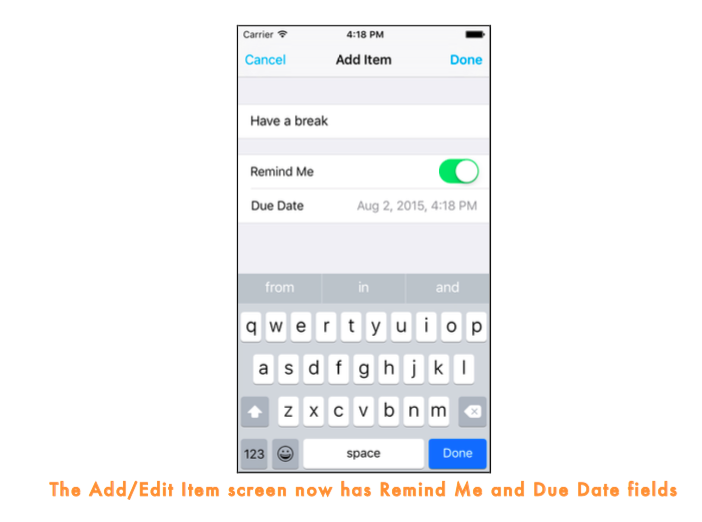 Carrier 4:18 PM
Cancel Add Item Done
Have a break
Remind Me
Due Date Aug 2, 2015, 4:18 PM
from in and
q w e r t y u i o p
a s d f g h j k l
z x c v b n m
123 space Done
The Add/Edit Item screen now has Remind Me and Due Date fields